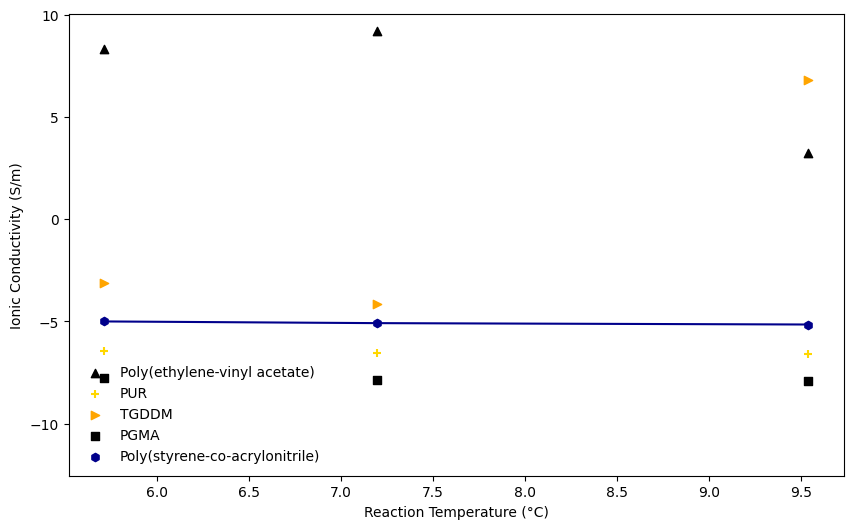 10
5
0
−5
−10
Ionic Conductivity (S/m)
Poly(ethylene-vinyl acetate)
PUR
TGDDM
PGMA
Poly(styrene-co-acrylonitrile)
6.0 6.5 7.0 7.5 8.0 8.5 9.0 9.5
Reaction Temperature (°C)